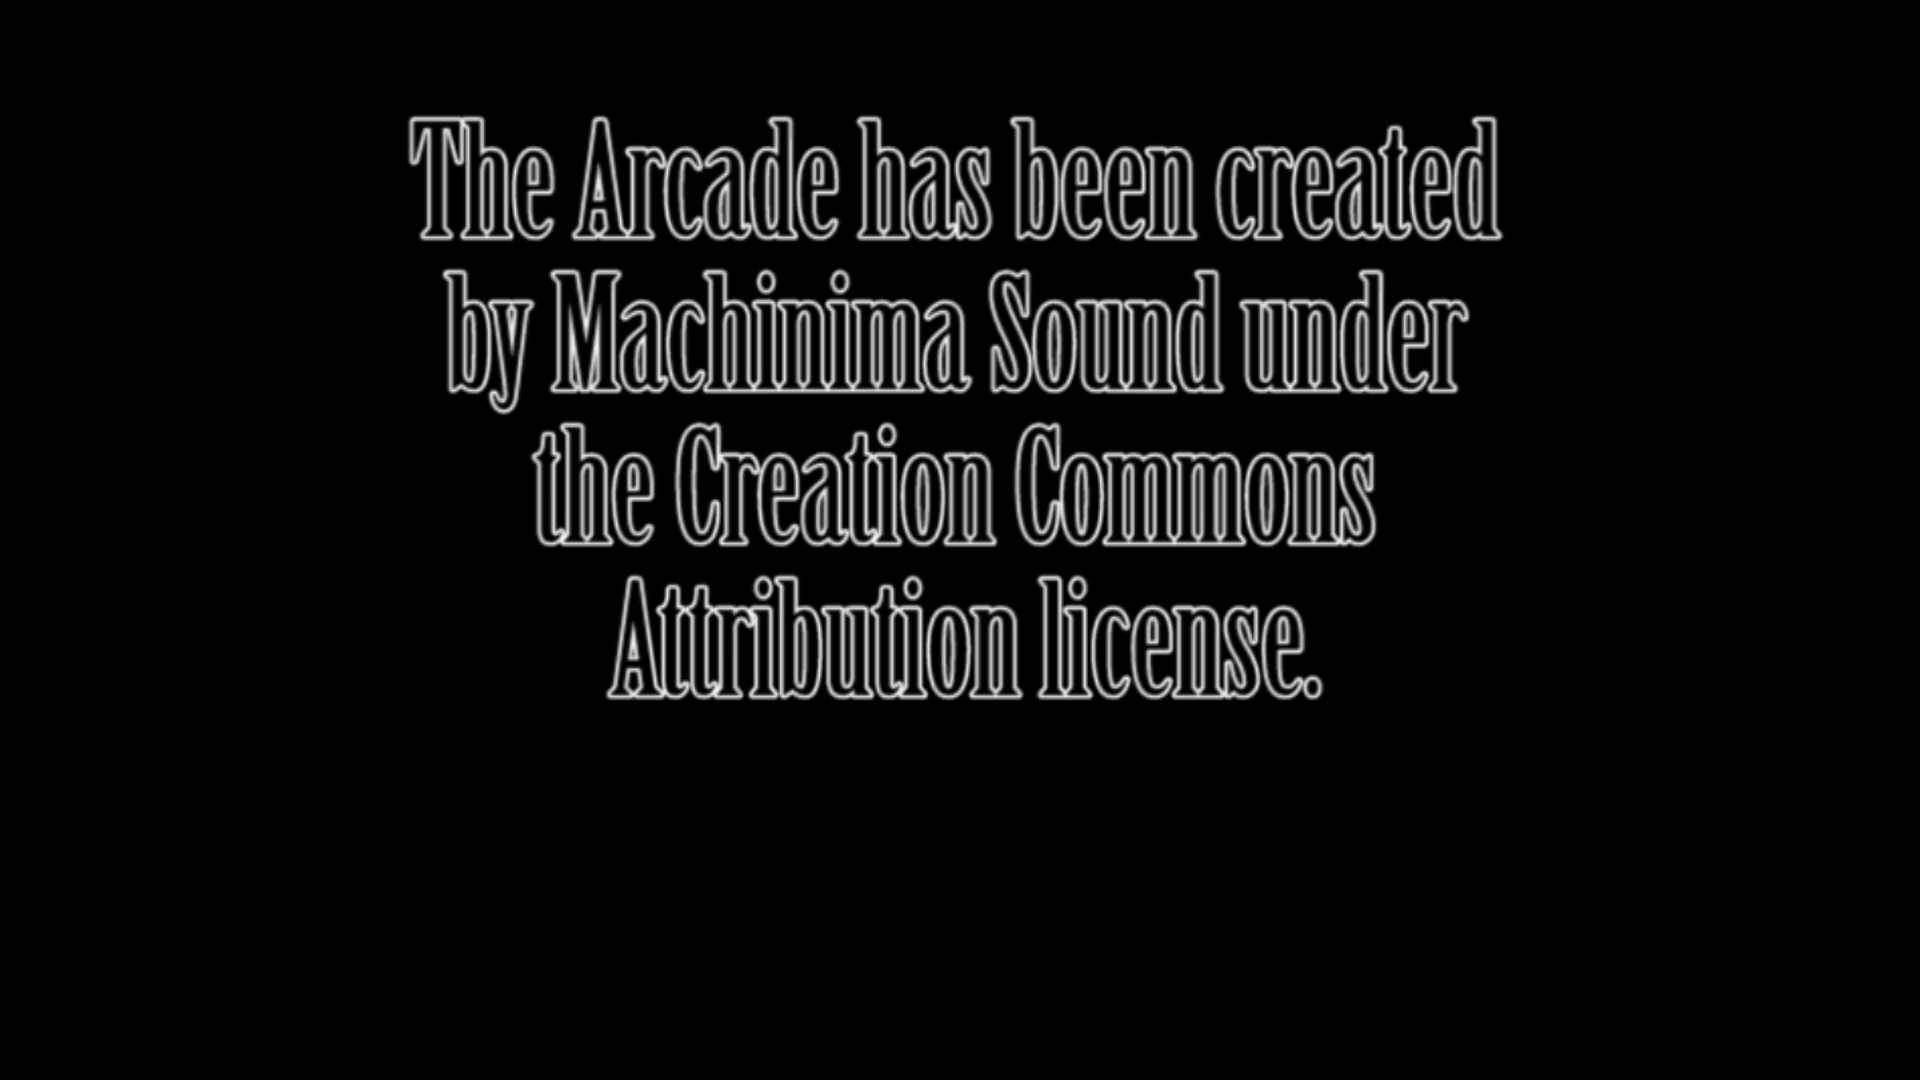 The Arcade has been created
by Machinima Sound under
the Creation Commons
Attribution license.